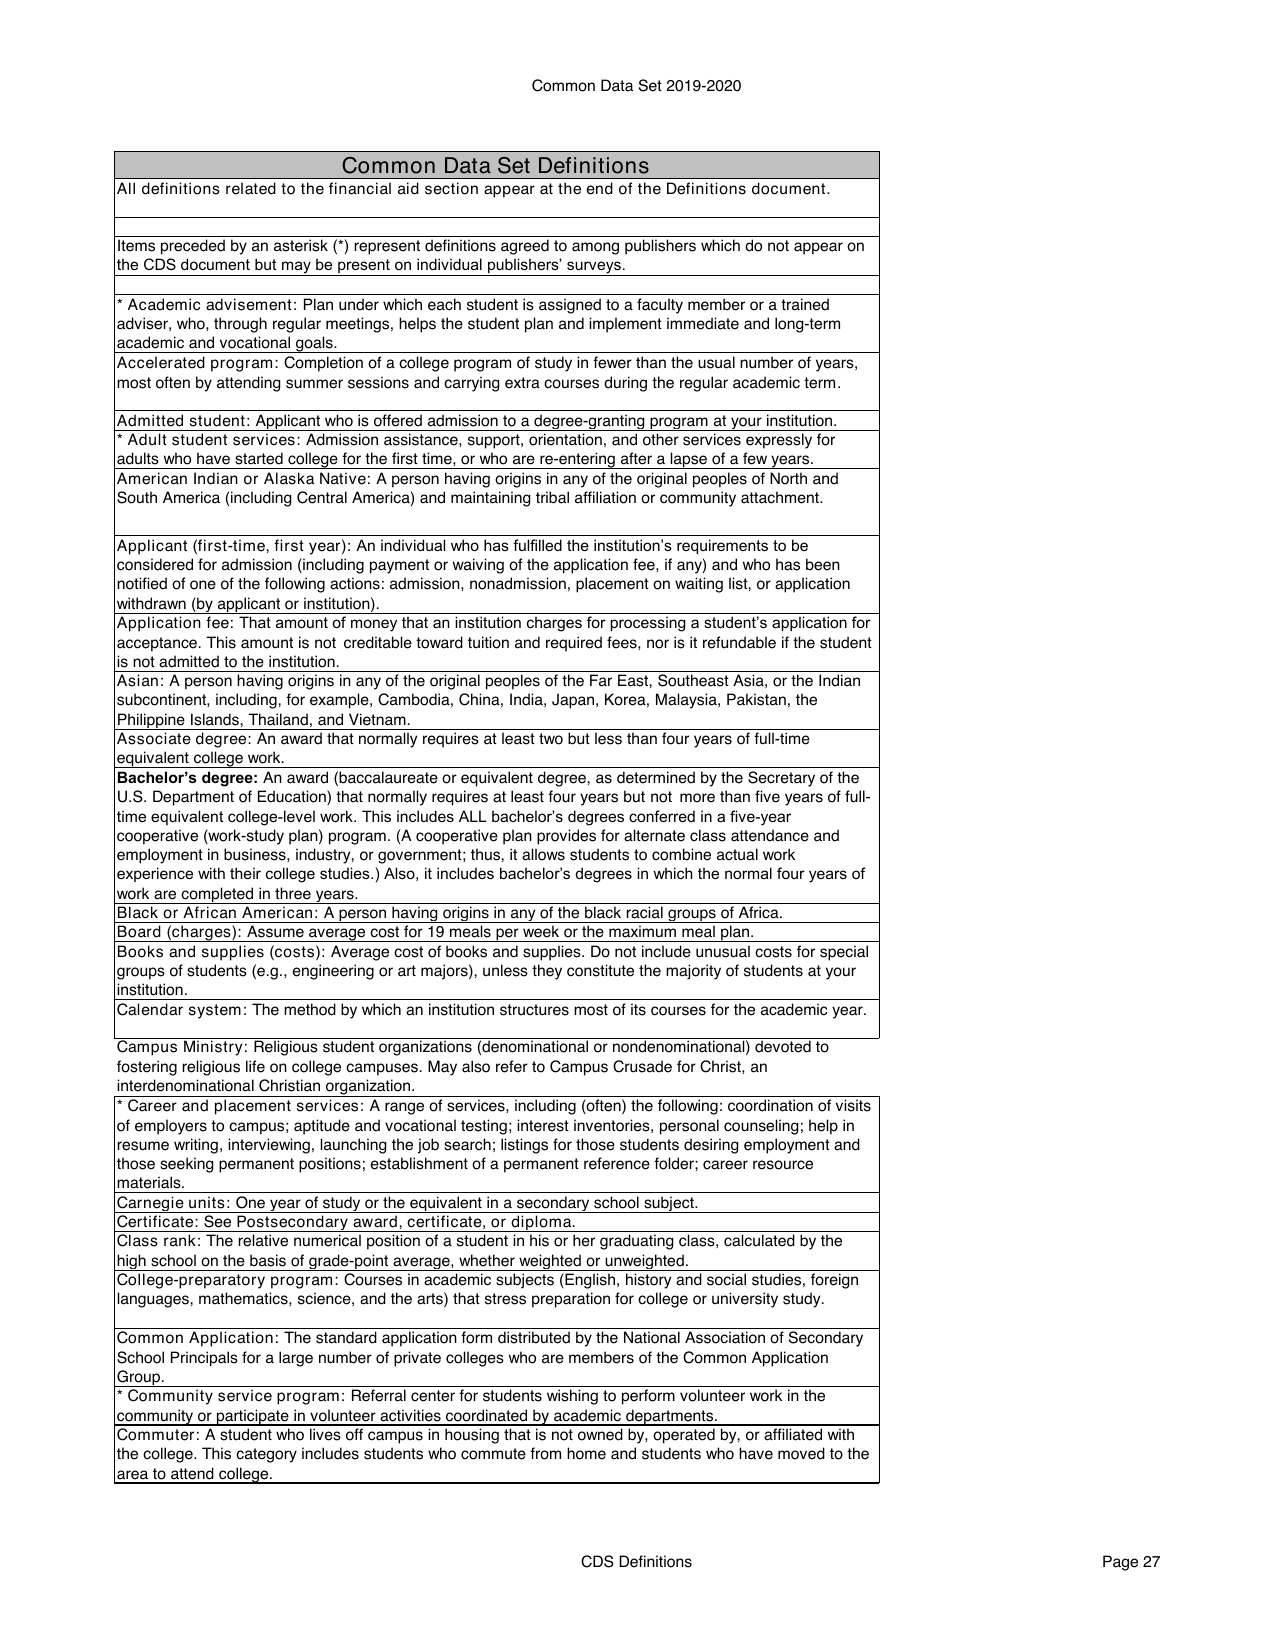 Common Data Set 2019-2020
Common Data Set Definitions
All definitions related to the financial aid section appear at the end of the Definitions document.
Items preceded by an asterisk (*) represent definitions agreed to among publishers which do not appear on
the CDS document but may be present on individual publishers’ surveys.
* Academic advisement: Plan under which each student is assigned to a faculty member or a trained
adviser, who, through regular meetings, helps the student plan and implement immediate and long-term
academic and vocational goals.
Accelerated program: Completion of a college program of study in fewer than the usual number of years,
most often by attending summer sessions and carrying extra courses during the regular academic term.
Admitted student: Applicant who is offered admission to a degree-granting program at your institution.
* Adult student services: Admission assistance, support, orientation, and other services expressly for
adults who have started college for the first time, or who are re-entering after a lapse of a few years.
American Indian or Alaska Native: A person having origins in any of the original peoples of North and
South America (including Central America) and maintaining tribal affiliation or community attachment.
Applicant (first-time, first year): An individual who has fulfilled the institution’s requirements to be
considered for admission (including payment or waiving of the application fee, if any) and who has been
notified of one of the following actions: admission, nonadmission, placement on waiting list, or application
withdrawn (by applicant or institution).
Application fee: That amount of money that an institution charges for processing a student’s application for
acceptance. This amount is not creditable toward tuition and required fees, nor is it refundable if the student
is not admitted to the institution.
Asian: A person having origins in any of the original peoples of the Far East, Southeast Asia, or the Indian
subcontinent, including, for example, Cambodia, China, India, Japan, Korea, Malaysia, Pakistan, the
Philippine Islands, Thailand, and Vietnam.
Associate degree: An award that normally requires at least two but less than four years of full-time
equivalent college work.
Bachelor’s degree: An award (baccalaureate or equivalent degree, as determined by the Secretary of the
U.S. Department of Education) that normally requires at least four years but not more than five years of full-
time equivalent college-level work. This includes ALL bachelor’s degrees conferred in a five-year
cooperative (work-study plan) program. (A cooperative plan provides for alternate class attendance and
employment in business, industry, or government; thus, it allows students to combine actual work
experience with their college studies.) Also, it includes bachelor’s degrees in which the normal four years of
work are completed in three years.
Black or African American: A person having origins in any of the black racial groups of Africa.
Board (charges): Assume average cost for 19 meals per week or the maximum meal plan.
Books and supplies (costs): Average cost of books and supplies. Do not include unusual costs for special
groups of students (e.g., engineering or art majors), unless they constitute the majority of students at your
institution.
Calendar system: The method by which an institution structures most of its courses for the academic year.
Campus Ministry: Religious student organizations (denominational or nondenominational) devoted to
fostering religious life on college campuses. May also refer to Campus Crusade for Christ, an
interdenominational Christian organization.
* Career and placement services: A range of services, including (often) the following: coordination of visits
of employers to campus; aptitude and vocational testing; interest inventories, personal counseling; help in
resume writing, interviewing, launching the job search; listings for those students desiring employment and
those seeking permanent positions; establishment of a permanent reference folder; career resource
materials.
Carnegie units: One year of study or the equivalent in a secondary school subject.
Certificate: See Postsecondary award, certificate, or diploma.
Class rank: The relative numerical position of a student in his or her graduating class, calculated by the
high school on the basis of grade-point average, whether weighted or unweighted.
College-preparatory program: Courses in academic subjects (English, history and social studies, foreign
languages, mathematics, science, and the arts) that stress preparation for college or university study.
Common Application: The standard application form distributed by the National Association of Secondary
School Principals for a large number of private colleges who are members of the Common Application
Group.
* Community service program: Referral center for students wishing to perform volunteer work in the
community or participate in volunteer activities coordinated by academic departments.
Commuter: A student who lives off campus in housing that is not owned by, operated by, or affiliated with
the college. This category includes students who commute from home and students who have moved to the
area to attend college.
CDS Definitions
Page 27